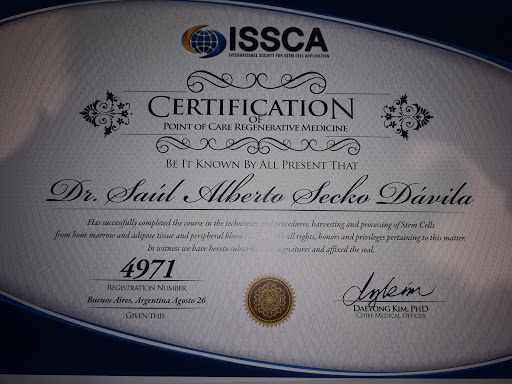 ISSCA
INTERNATIONAL SOCIETY FOR STEM CELL APPLICATION
CERTIFICATION
OF
POINT OF CARE REGENERATIVE MEDICINE
BE IT KNOWN BY ALL PRESENT THAT
Dr. Saúl Alberto Secko Dávila
Has successfully completed the course in the techniques procedures, harvesting and processing of Stem Cells
from bone marrow and adipose tissue and peripheral blood all rights, honors and privileges pertaining to this matter.
In witness we have hereto signatures and affixed the seal.
4971
REGISTRATION NUMBER
Buenos Aires, Argentina Agosto 26
GIVEN THIS
DAEYONG KIM, PHD
CHIEF MEDICAL OFFICER